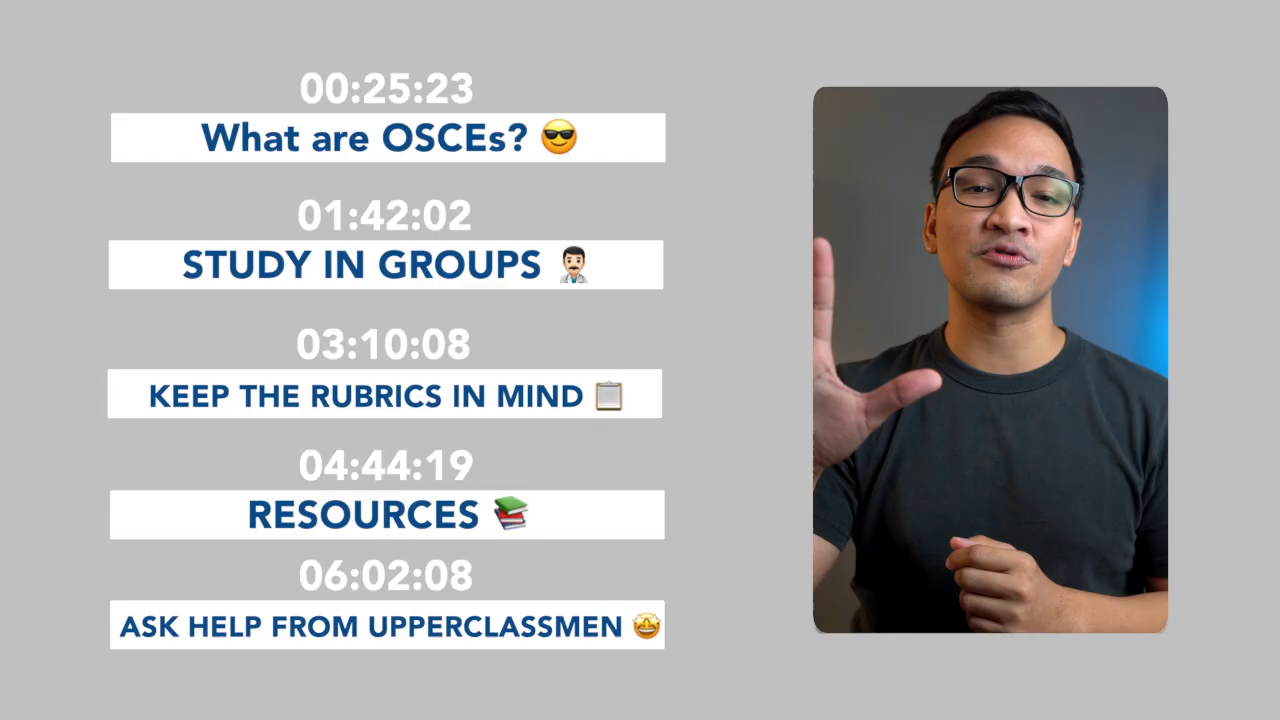 00:25:23
What are OSCEs? 😎
01:42:02
STUDY IN GROUPS 👨🏻‍⚕️
03:10:08
KEEP THE RUBRICS IN MIND 📋
04:44:19
RESOURCES 📚
06:02:08
ASK HELP FROM UPPERCLASSMEN 🤩